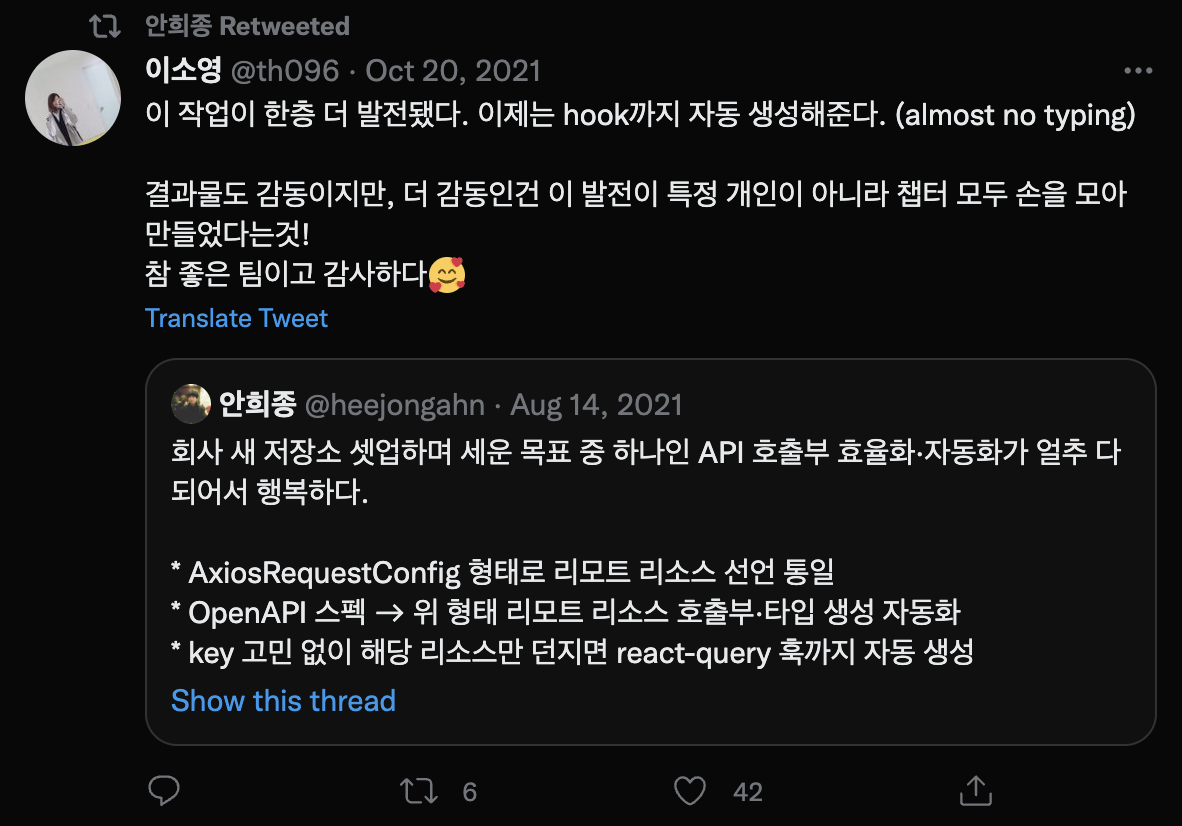 안희종 Retweeted
이소영 @th096 · Oct 20, 2021
이 작업이 한층 더 발전됐다. 이제는 hook까지 자동 생성해준다. (almost no typing)
결과물도 감동이지만, 더 감동인건 이 발전이 특정 개인이 아니라 챕터 모두 손을 모아
만들었다는것!
참 좋은 팀이고 감사하다🥰
Translate Tweet
안희종 @heejongahn · Aug 14, 2021
회사 새 저장소 셋업하며 세운 목표 중 하나인 API 호출부 효율화·자동화가 얼추 다
되어서 행복하다.
* AxiosRequestConfig 형태로 리모트 리소스 선언 통일
* OpenAPI 스펙 → 위 형태 리모트 리소스 호출부·타입 생성 자동화
* key 고민 없이 해당 리소스만 던지면 react-query 훅까지 자동 생성
Show this thread
6 42